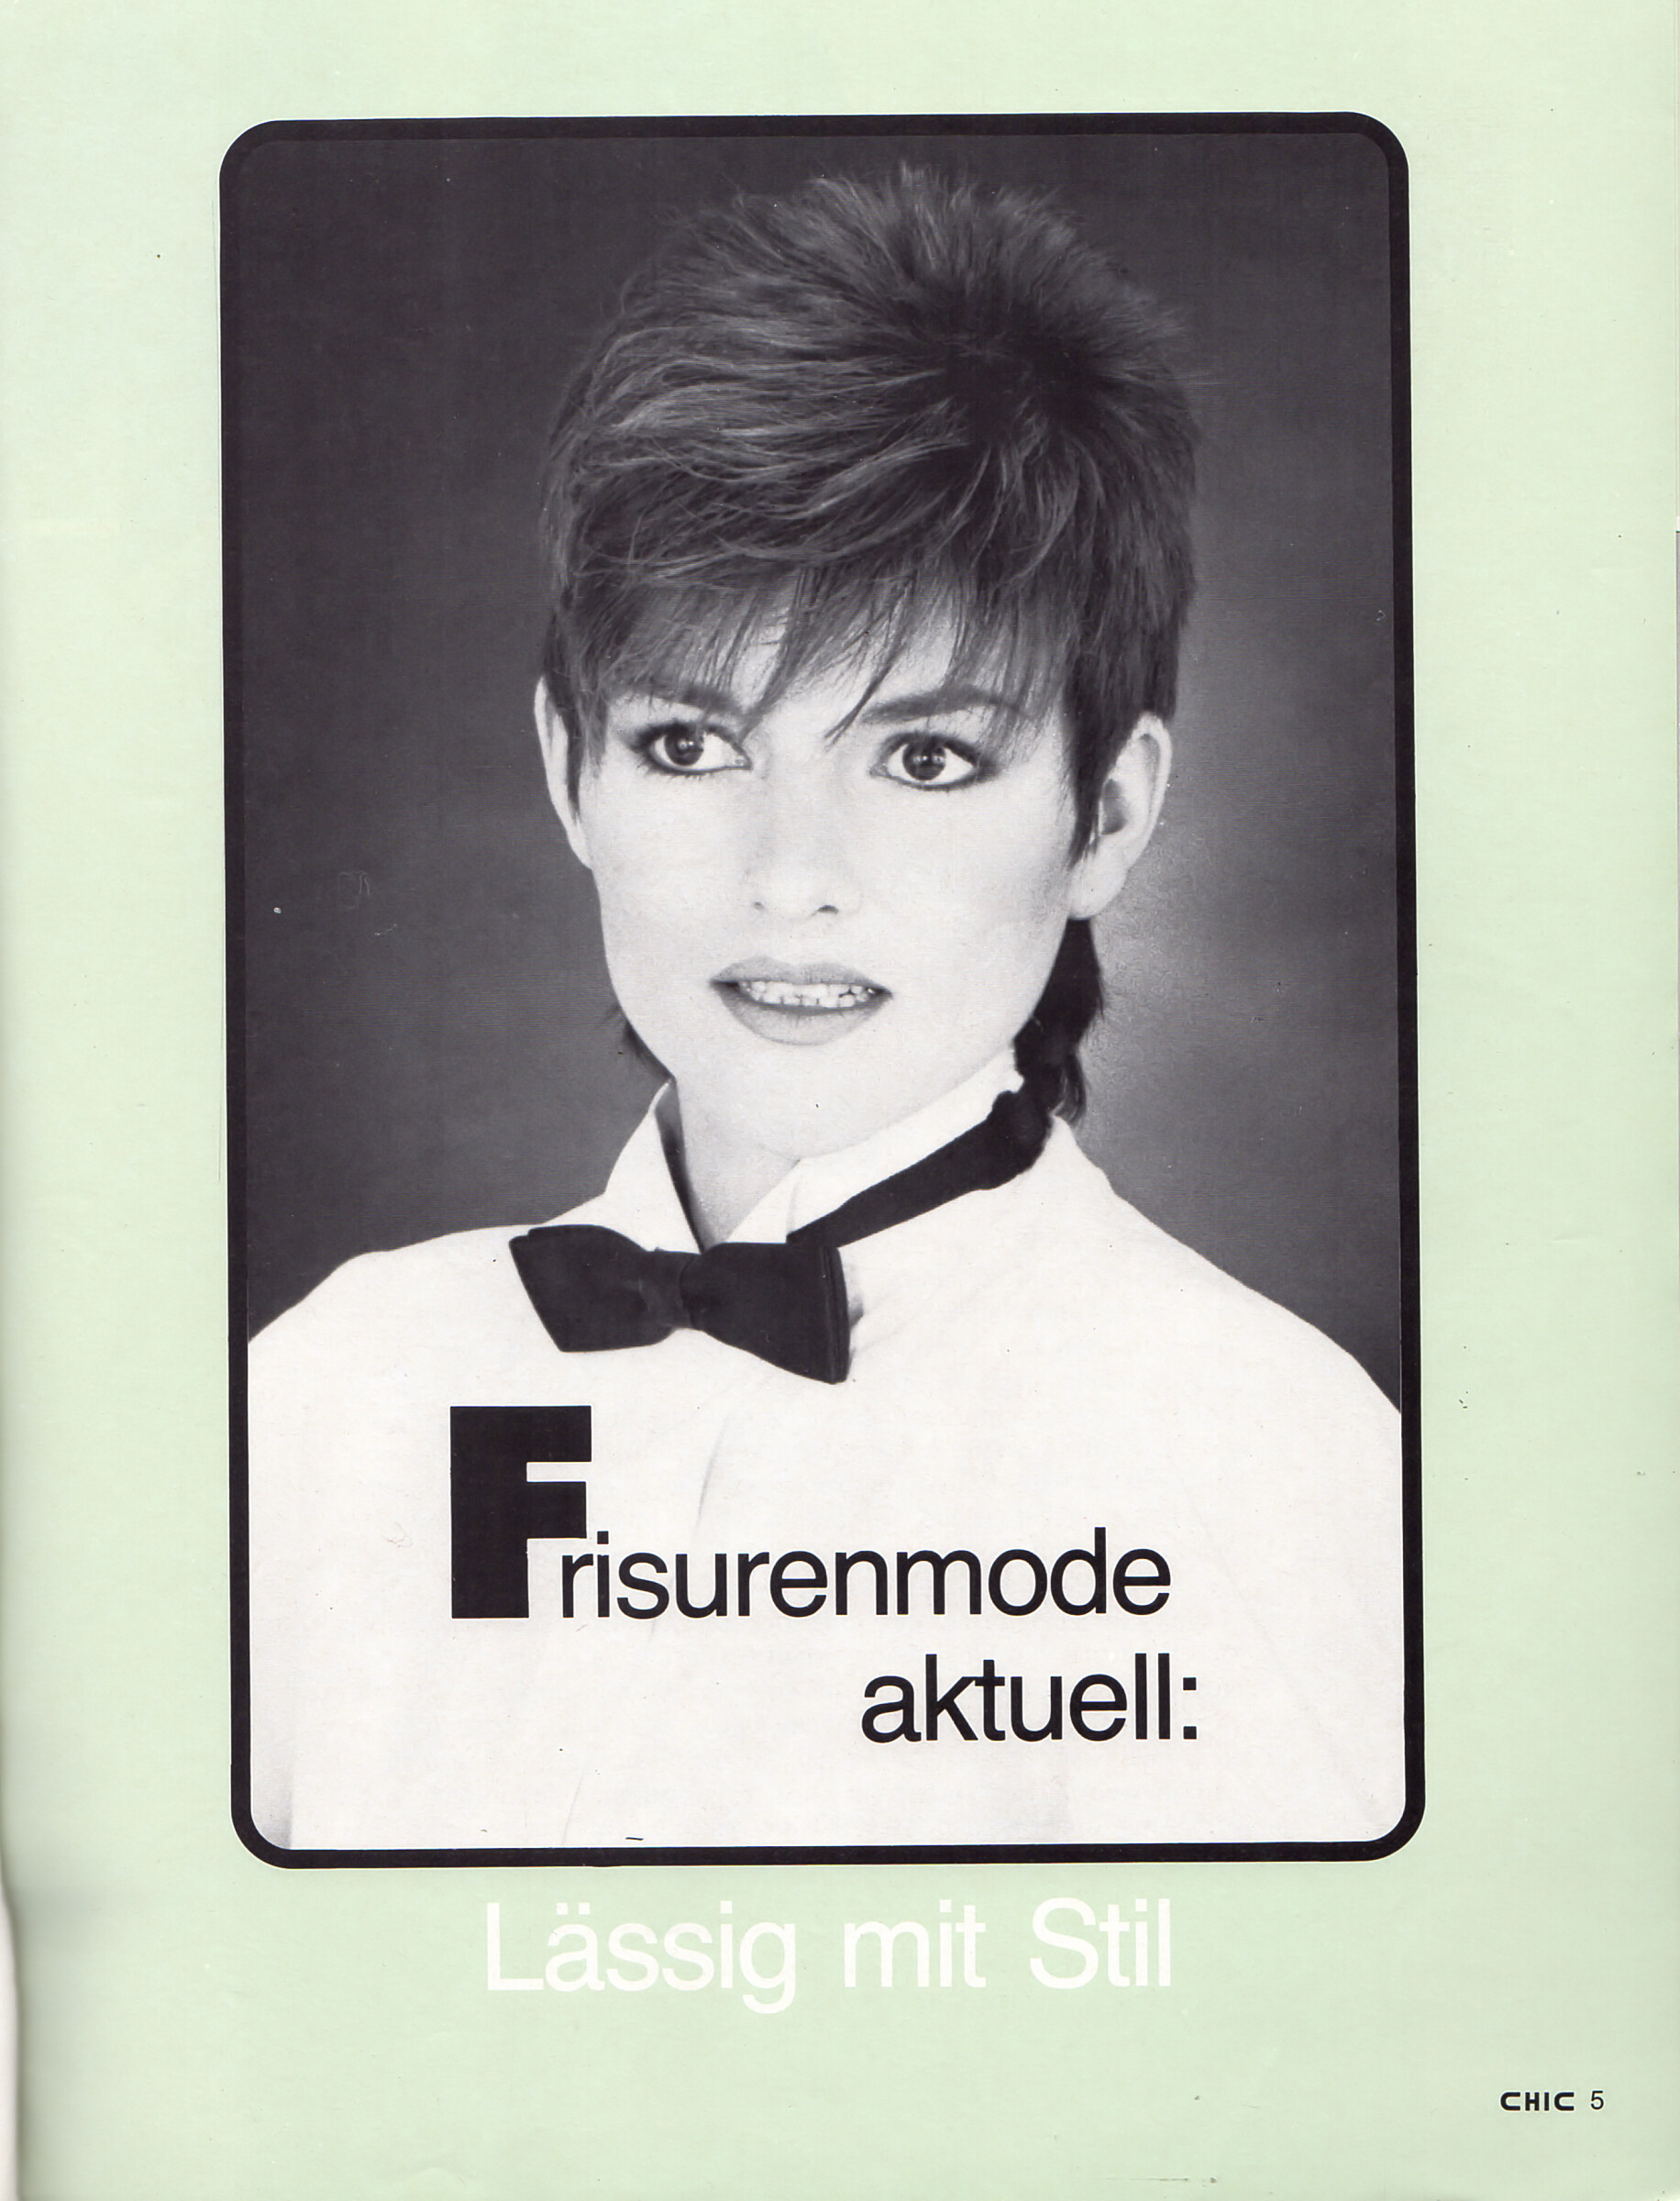 Frisurenmode
aktuell:
Lässig mit Stil
CHIC 5